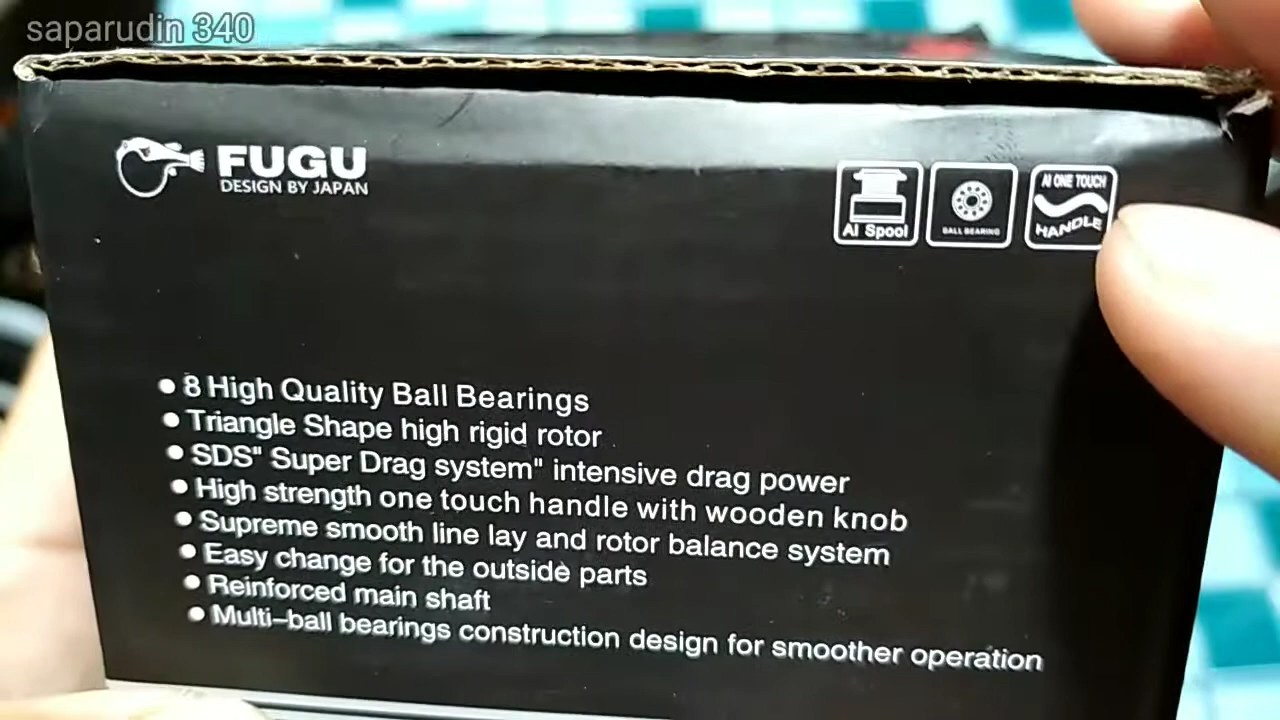 saparudin 340
FUGU
DESIGN BY JAPAN
Al Spool
BALL BEARING
Al ONE TOUCH
HANDLE
● 8 High Quality Ball Bearings
● Triangle Shape high rigid rotor
● SDS" Super Drag system" intensive drag power
● High strength one touch handle with wooden knob
● Supreme smooth line lay and rotor balance system
● Easy change for the outside parts
● Reinforced main shaft
● Multi-ball bearings construction design for smoother operation